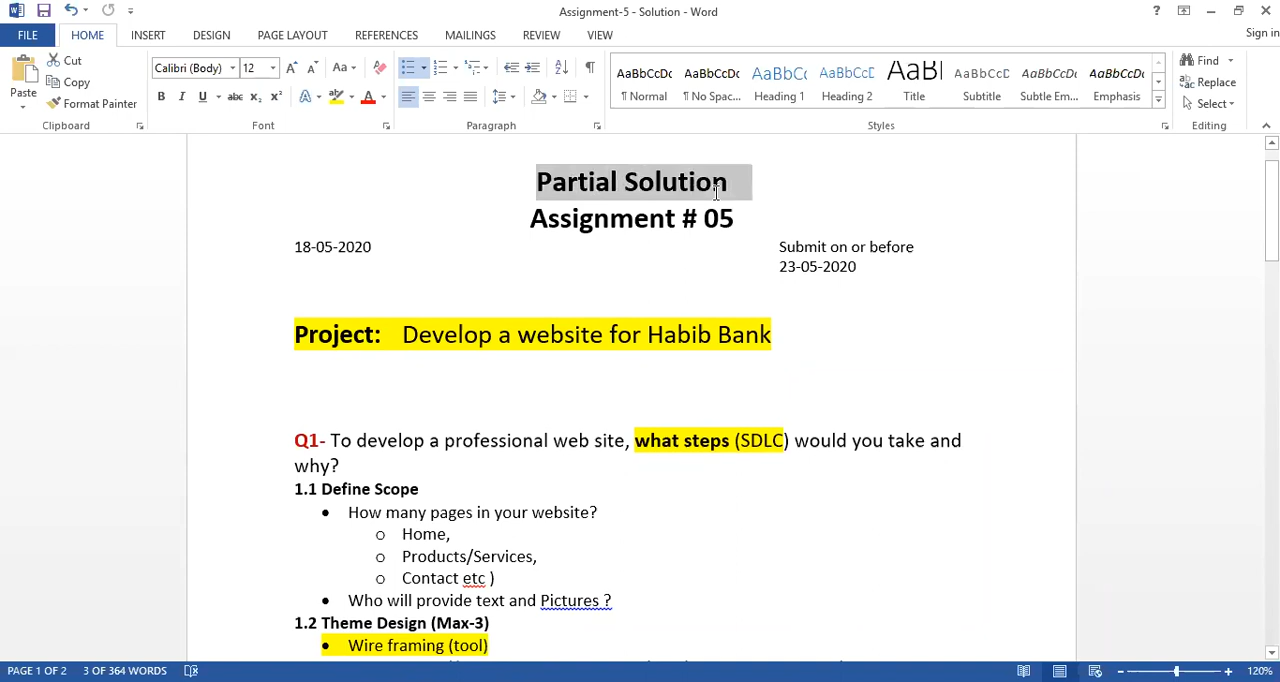 Assignment-5 - Solution - Word
Sign in
FILE HOME INSERT DESIGN PAGE LAYOUT REFERENCES MAILINGS REVIEW VIEW
Paste
Cut
Copy
Format Painter
Clipboard
Calibri (Body) 12
Font
Paragraph
AaBbCcDc AaBbCcDc AaBbCc AaBbCcD AaBl AaBbCcD AaBbCcDc AaBbCcDc
¶ Normal ¶ No Spac... Heading 1 Heading 2 Title Subtitle Subtle Em... Emphasis
Styles
Find
Replace
Select
Editing
Partial Solution
Assignment # 05
18-05-2020 Submit on or before
23-05-2020
Project: Develop a website for Habib Bank
Q1- To develop a professional web site, what steps (SDLC) would you take and
why?
1.1 Define Scope
• How many pages in your website?
o Home,
o Products/Services,
o Contact etc )
• Who will provide text and Pictures ?
1.2 Theme Design (Max-3)
• Wire framing (tool)
PAGE 1 OF 2 3 OF 364 WORDS
120%